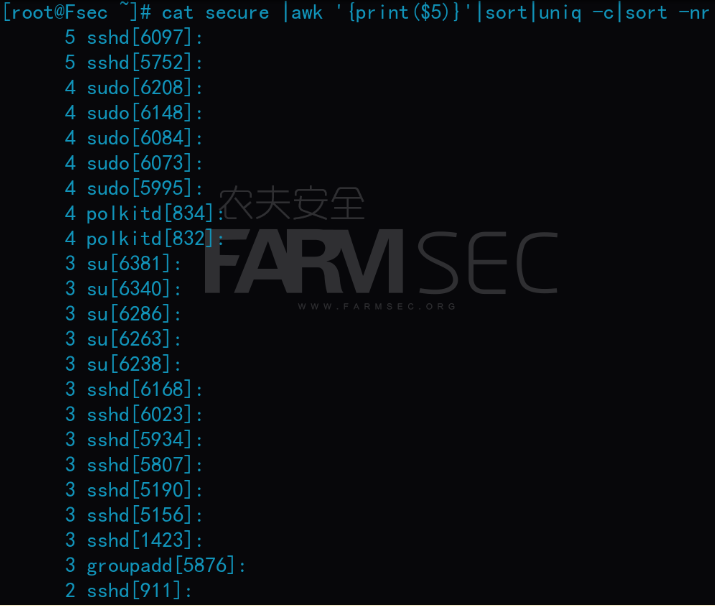 [root@Fsec ~]# cat secure |awk '{print($5)}'|sort|uniq -c|sort -nr
5 sshd[6097]:
5 sshd[5752]:
4 sudo[6208]:
4 sudo[6148]:
4 sudo[6084]:
4 sudo[6073]:
4 sudo[5995]:
4 polkitd[834]:
4 polkitd[832]:
3 su[6381]:
3 su[6340]:
3 su[6286]:
3 su[6263]:
3 su[6238]:
3 sshd[6168]:
3 sshd[6023]:
3 sshd[5934]:
3 sshd[5807]:
3 sshd[5190]:
3 sshd[5156]:
3 sshd[1423]:
3 groupadd[5876]:
2 sshd[911]:
农夫安全
FARMSEC
WWW.FARMSEC.ORG